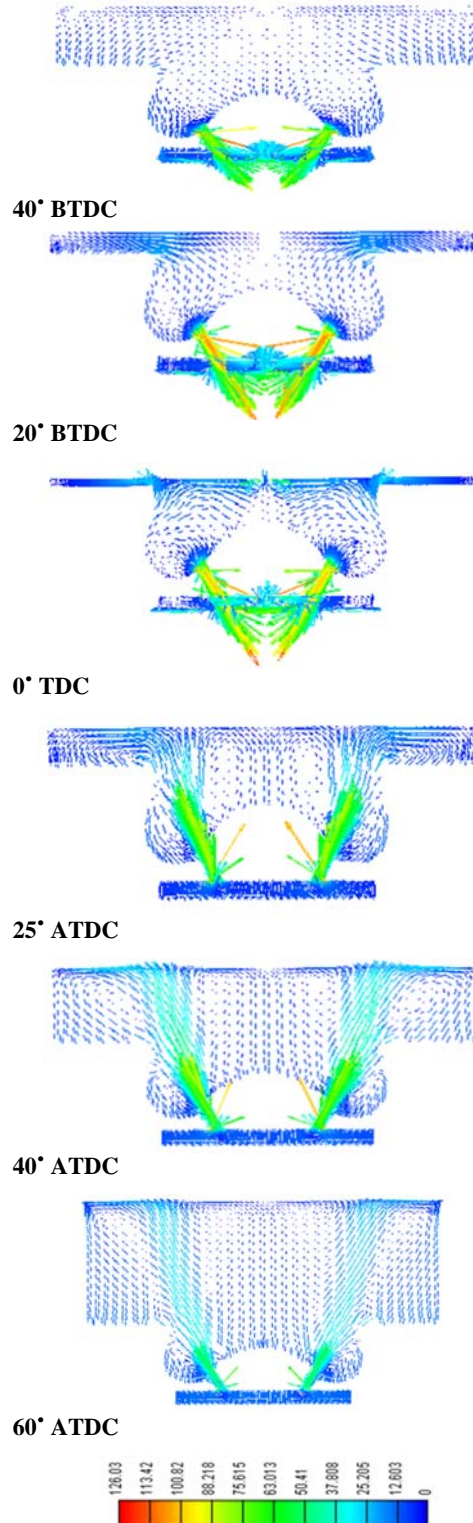 40° BTDC
20° BTDC
0° TDC
25° ATDC
40° ATDC
60° ATDC
126.03
113.42
100.82
88.218
75.615
63.013
50.41
37.808
25.205
12.603
0